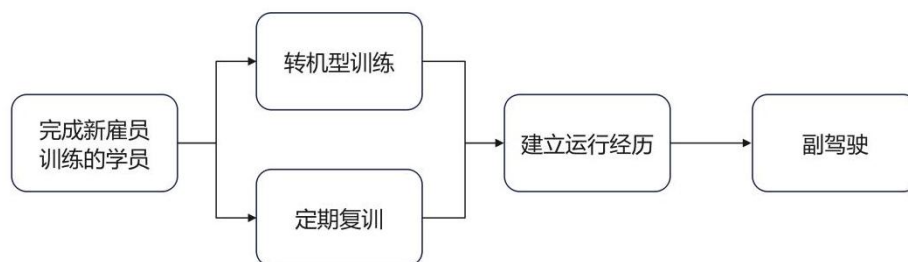 完成新雇员
训练的学员
转机型训练
定期复训
建立运行经历
副驾驶